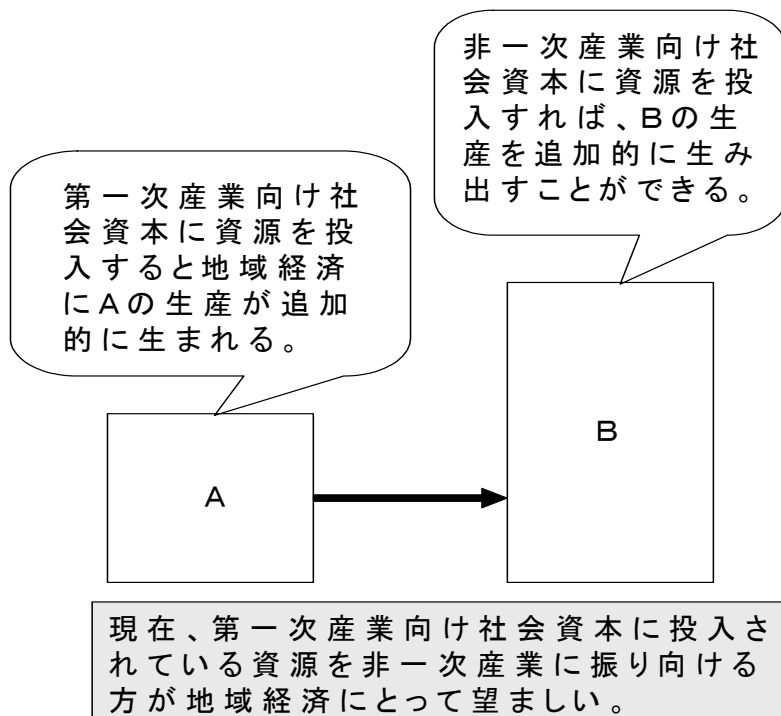 非一次産業向け社
会資本に資源を投
入すれば、Bの生
産を追加的に生み
出すことができる。
第一次産業向け社
会資本に資源を投
入すると地域経済
にAの生産が追加
的に生まれる。
B
A
現在、第一次産業向け社会資本に投入さ
れている資源を非一次産業に振り向ける
方が地域経済にとって望ましい。